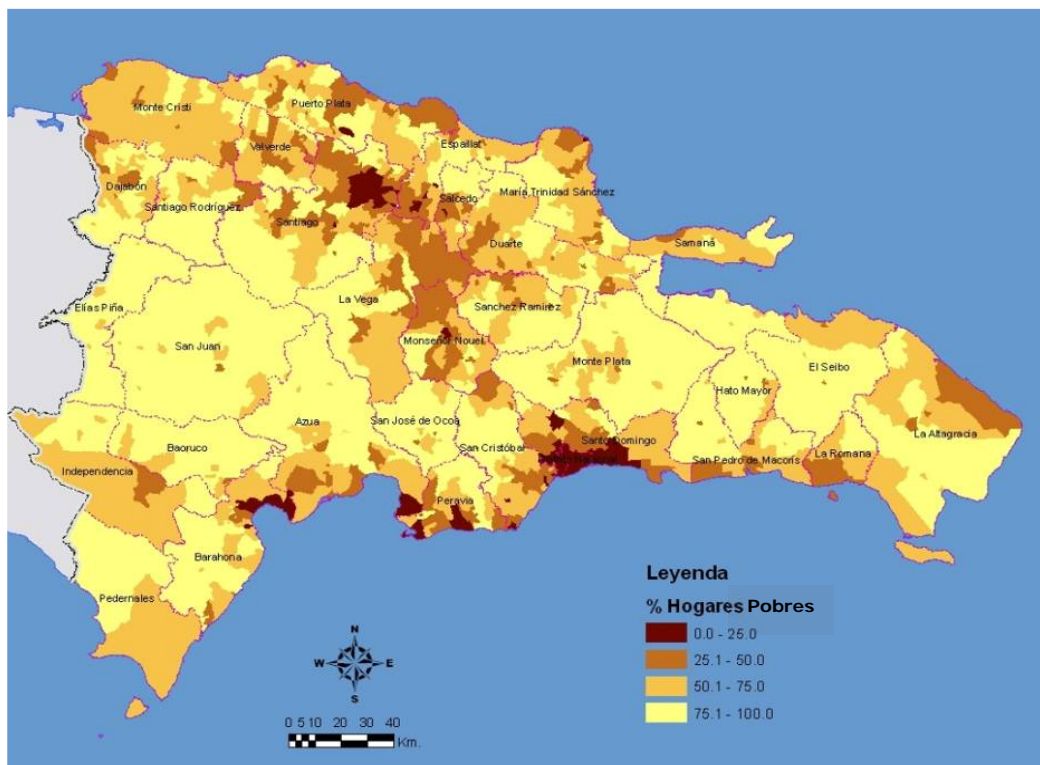 Monte Cristi
Puerto Plata
Espaillat
Valverde
Dajabón
Santiago Rodríguez
Salcedo
María Trinidad Sánchez
Santiago
Duarte
Samaná
La Vega
Sanchez Ramirez
Elías Piña
San Juan
Monseñor Nouel
Monte Plata
El Seibo
Hato Mayor
Azua
San José de Ocoa
La Altagracia
Baoruco
San Cristóbal
Santo Domingo
San Pedro de Macorís
La Romana
Independencia
Peravia
Barahona
Pedernales
Leyenda
% Hogares Pobres
0.0 - 25.0
25.1 - 50.0
50.1 - 75.0
75.1 - 100.0
N
W E
S
0 5 10 20 30 40
Km.